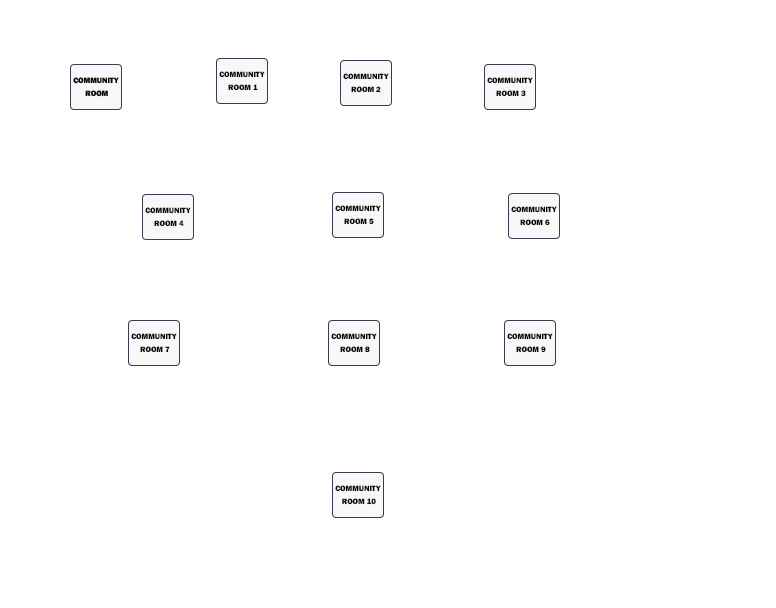 COMMUNITY
ROOM
COMMUNITY
ROOM 1
COMMUNITY
ROOM 2
COMMUNITY
ROOM 3
COMMUNITY
ROOM 4
COMMUNITY
ROOM 5
COMMUNITY
ROOM 6
COMMUNITY
ROOM 7
COMMUNITY
ROOM 8
COMMUNITY
ROOM 9
COMMUNITY
ROOM 10